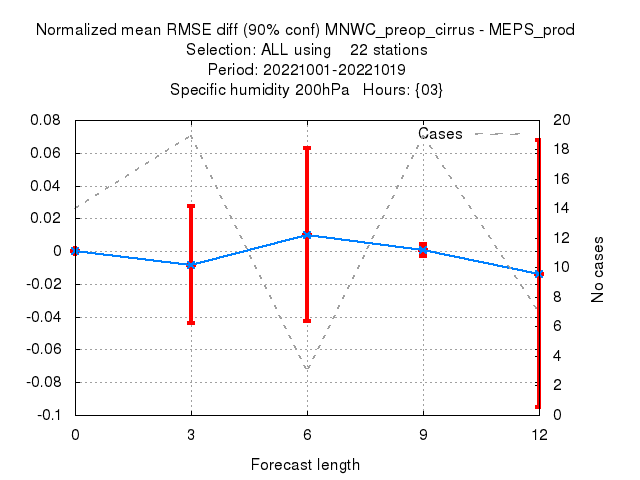 Normalized mean RMSE diff (90% conf) MNWC_preop_cirrus - MEPS_prod
Selection: ALL using 22 stations
Period: 20221001-20221019
Specific humidity 200hPa Hours: {03}
Cases
0.08
0.06
0.04
0.02
0
-0.02
-0.04
-0.06
-0.08
-0.1
20
18
16
14
12
10
8
6
4
2
0
No cases
0 3 6 9 12
Forecast length